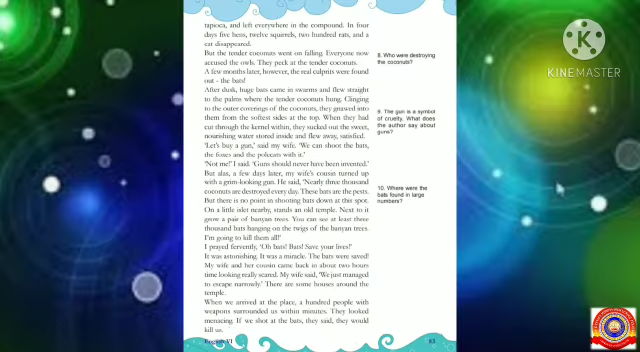 tapioca, and left everywhere in the compound. In four
days five hens, twelve squirrels, two hundred rats, and a
cat disappeared.
But the tender coconuts went on falling. Everyone now
accused the owls. They peck at the tender coconuts.
A few months later, however, the real culprits were found
out - the bats!
After dusk, huge bats came in swarms and flew straight
to the palms where the tender coconuts hung. Clinging
to the outer coverings of the coconuts, they gnawed into
them from the softest sides at the top. When they had
cut through the kernel within, they sucked out the sweet,
nourishing water stored inside and flew away, satisfied.
'Let's buy a gun,' said my wife. 'We can shoot the bats,
the foxes and the polecats with it.'
'Not me!' I said. 'Guns should never have been invented.'
But alas, a few days later, my wife's cousin turned up
with a grim-looking gun. He said, 'Nearly three thousand
coconuts are destroyed every day. These bats are the pests.
But there is no point in shooting bats down at this spot.
On a little islet nearby, stands an old temple. Next to it
grow a pair of banyan trees. You can see at least three
thousand bats hanging on the twigs of the banyan trees.
I'm going to kill them all!'
I prayed fervently, 'Oh bats! Bats! Save your lives!'
It was astonishing. It was a miracle. The bats were saved!
My wife and her cousin came back in about two hours
time looking really scared. My wife said, 'We just managed
to escape narrowly.' There are some houses around the
temple.
When we arrived at the place, a hundred people with
weapons surrounded us within minutes. They looked
menacing. If we shot at the bats, they said, they would
kill us.
8. Who were destroying
the coconuts?
9. The gun is a symbol
of cruelty. What does
the author say about
guns?
10. Where were the
bats found in large
numbers?
English VI
83
KINEMASTER